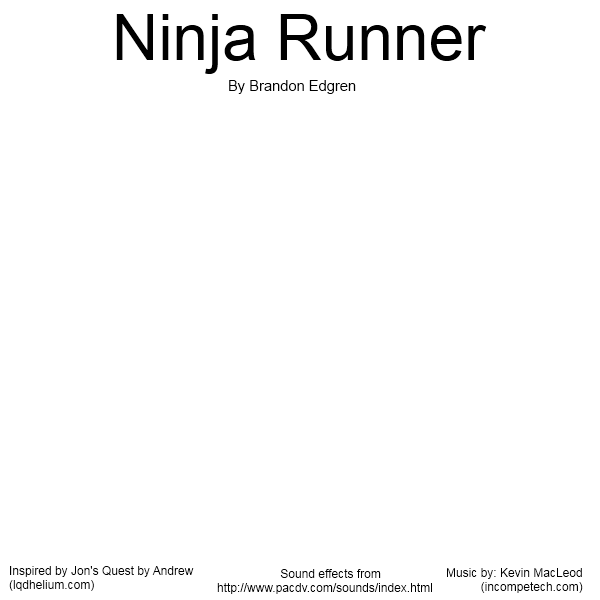 Ninja Runner
By Brandon Edgren
Inspired by Jon's Quest by Andrew
(lqdhelium.com)
Sound effects from
http://www.pacdv.com/sounds/index.html
Music by: Kevin MacLeod
(incompetech.com)